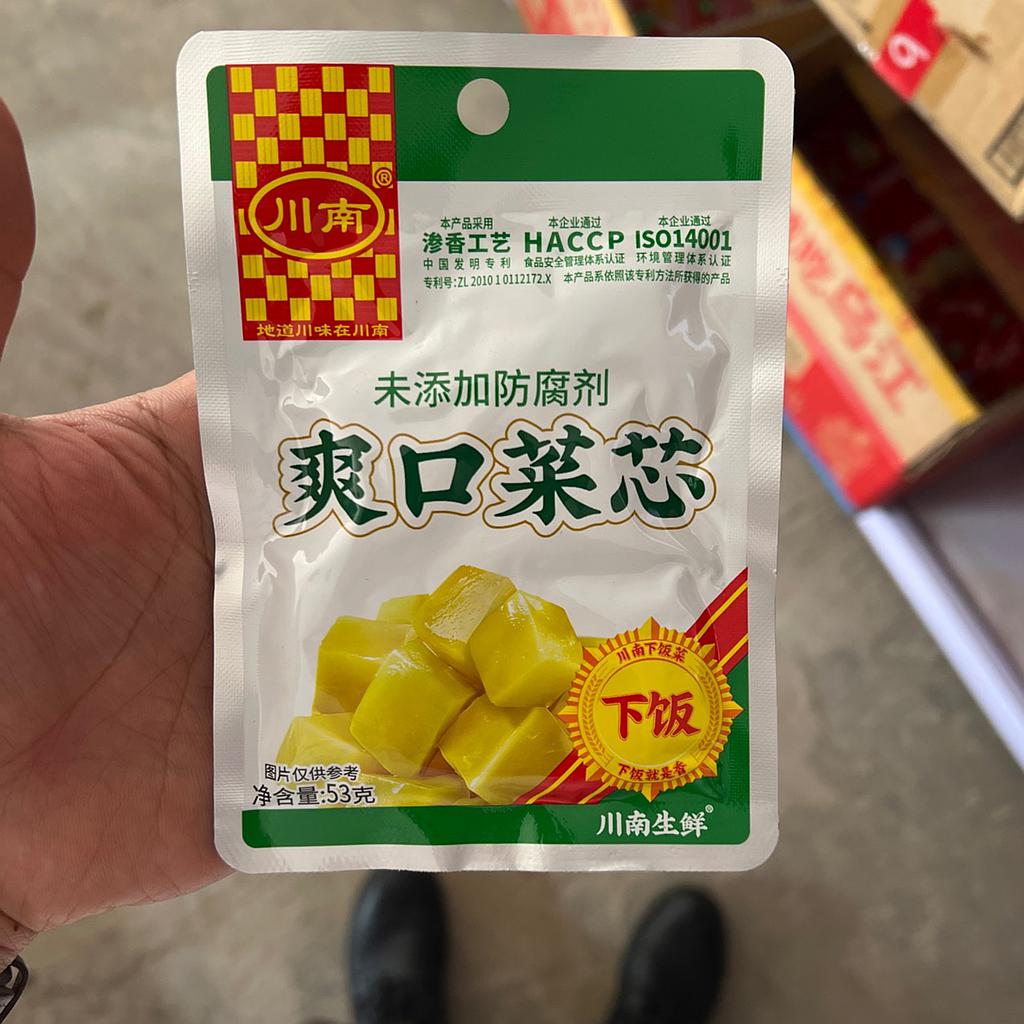 川南®
地道川味在川南
本产品采用
渗香工艺
中国发明专利
本企业通过
HACCP
食品安全管理体系认证
本企业通过
ISO14001
环境管理体系认证
专利号:ZL 2010 1 0112172.X 本产品系依照该专利方法所获得的产品
未添加防腐剂
爽口菜芯
川南下饭菜
下饭
下饭就是香
图片仅供参考
净含量:53克
川南生鲜®
吃乌江